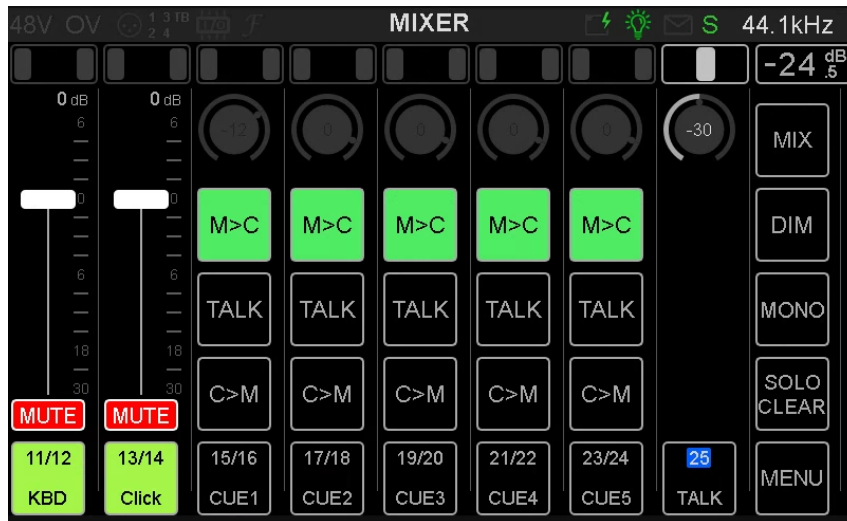 48V OV 1 3 TB MIXER S 44.1kHz
2 4
-24 dB
.5
0 dB 0 dB
6 6
-12 0 0 0 0 -30 MIX
0 0
M>C M>C M>C M>C M>C DIM
6 6
TALK TALK TALK TALK TALK MONO
18 18
30 30
C>M C>M C>M C>M C>M SOLO
CLEAR
MUTE MUTE
11/12 13/14 15/16 17/18 19/20 21/22 23/24 25
KBD Click CUE1 CUE2 CUE3 CUE4 CUE5 TALK MENU